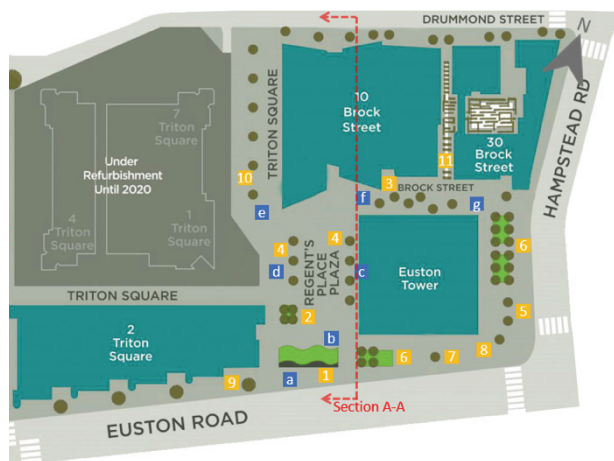 DRUMMOND STREET
N
7
Triton
Square
Under
Refurbishment
Until 2020
4
Triton
Square
1
Triton
Square
TRITON SQUARE
10
Brock
Street
30
Brock
Street
HAMPSTEAD RD
10
11
3
BROCK STREET
e
f
g
4
4
6
d
c
REGENT'S
PLACE
PLAZA
Euston
Tower
TRITON SQUARE
2
5
2
Triton
Square
b
8
1
6
7
9
a
Section A-A
EUSTON ROAD